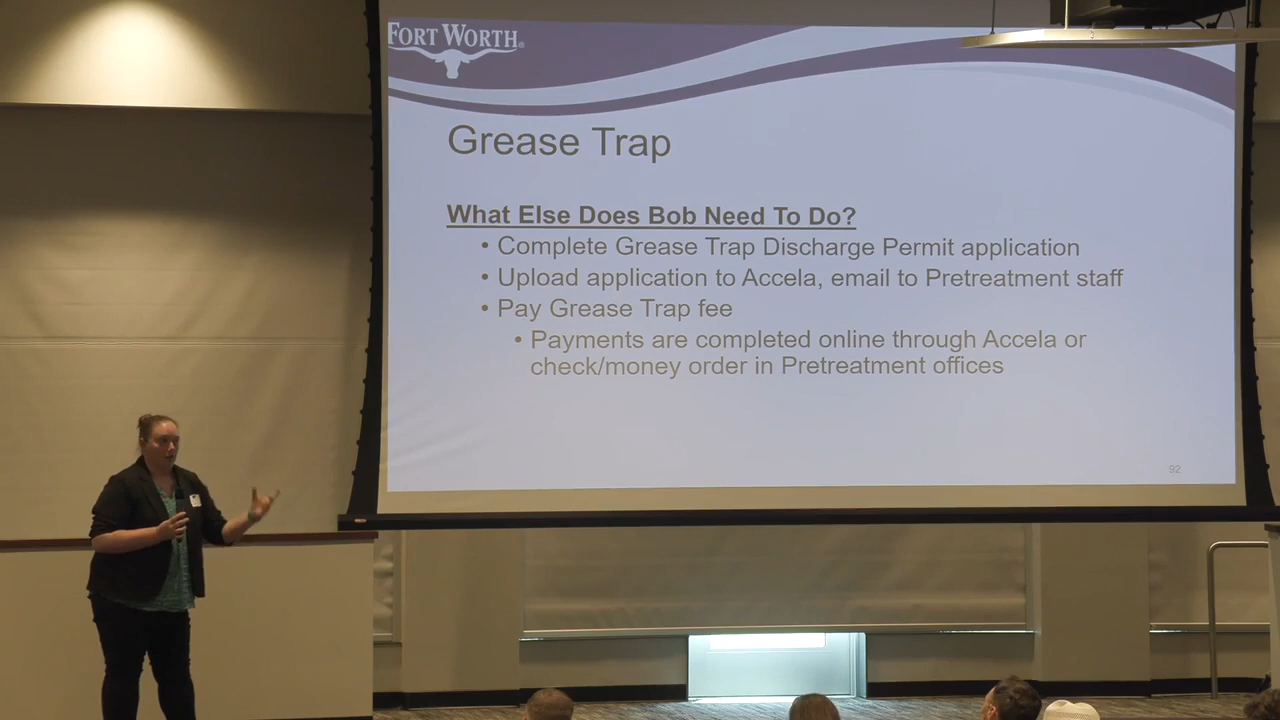 FORT WORTH®
Grease Trap
What Else Does Bob Need To Do?
• Complete Grease Trap Discharge Permit application
• Upload application to Accela, email to Pretreatment staff
• Pay Grease Trap fee
• Payments are completed online through Accela or
check/money order in Pretreatment offices
92